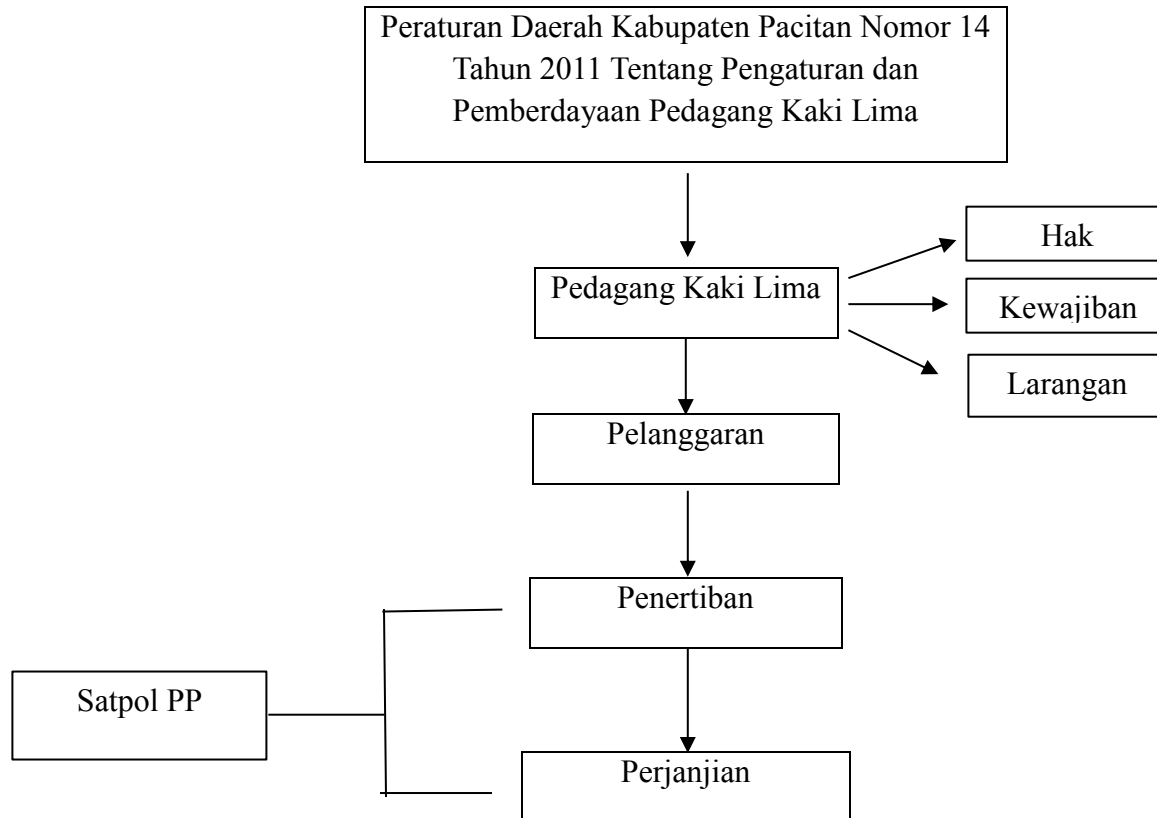 Peraturan Daerah Kabupaten Pacitan Nomor 14
Tahun 2011 Tentang Pengaturan dan
Pemberdayaan Pedagang Kaki Lima
Hak
Pedagang Kaki Lima
Kewajiban
Larangan
Pelanggaran
Penertiban
Satpol PP
Perjanjian